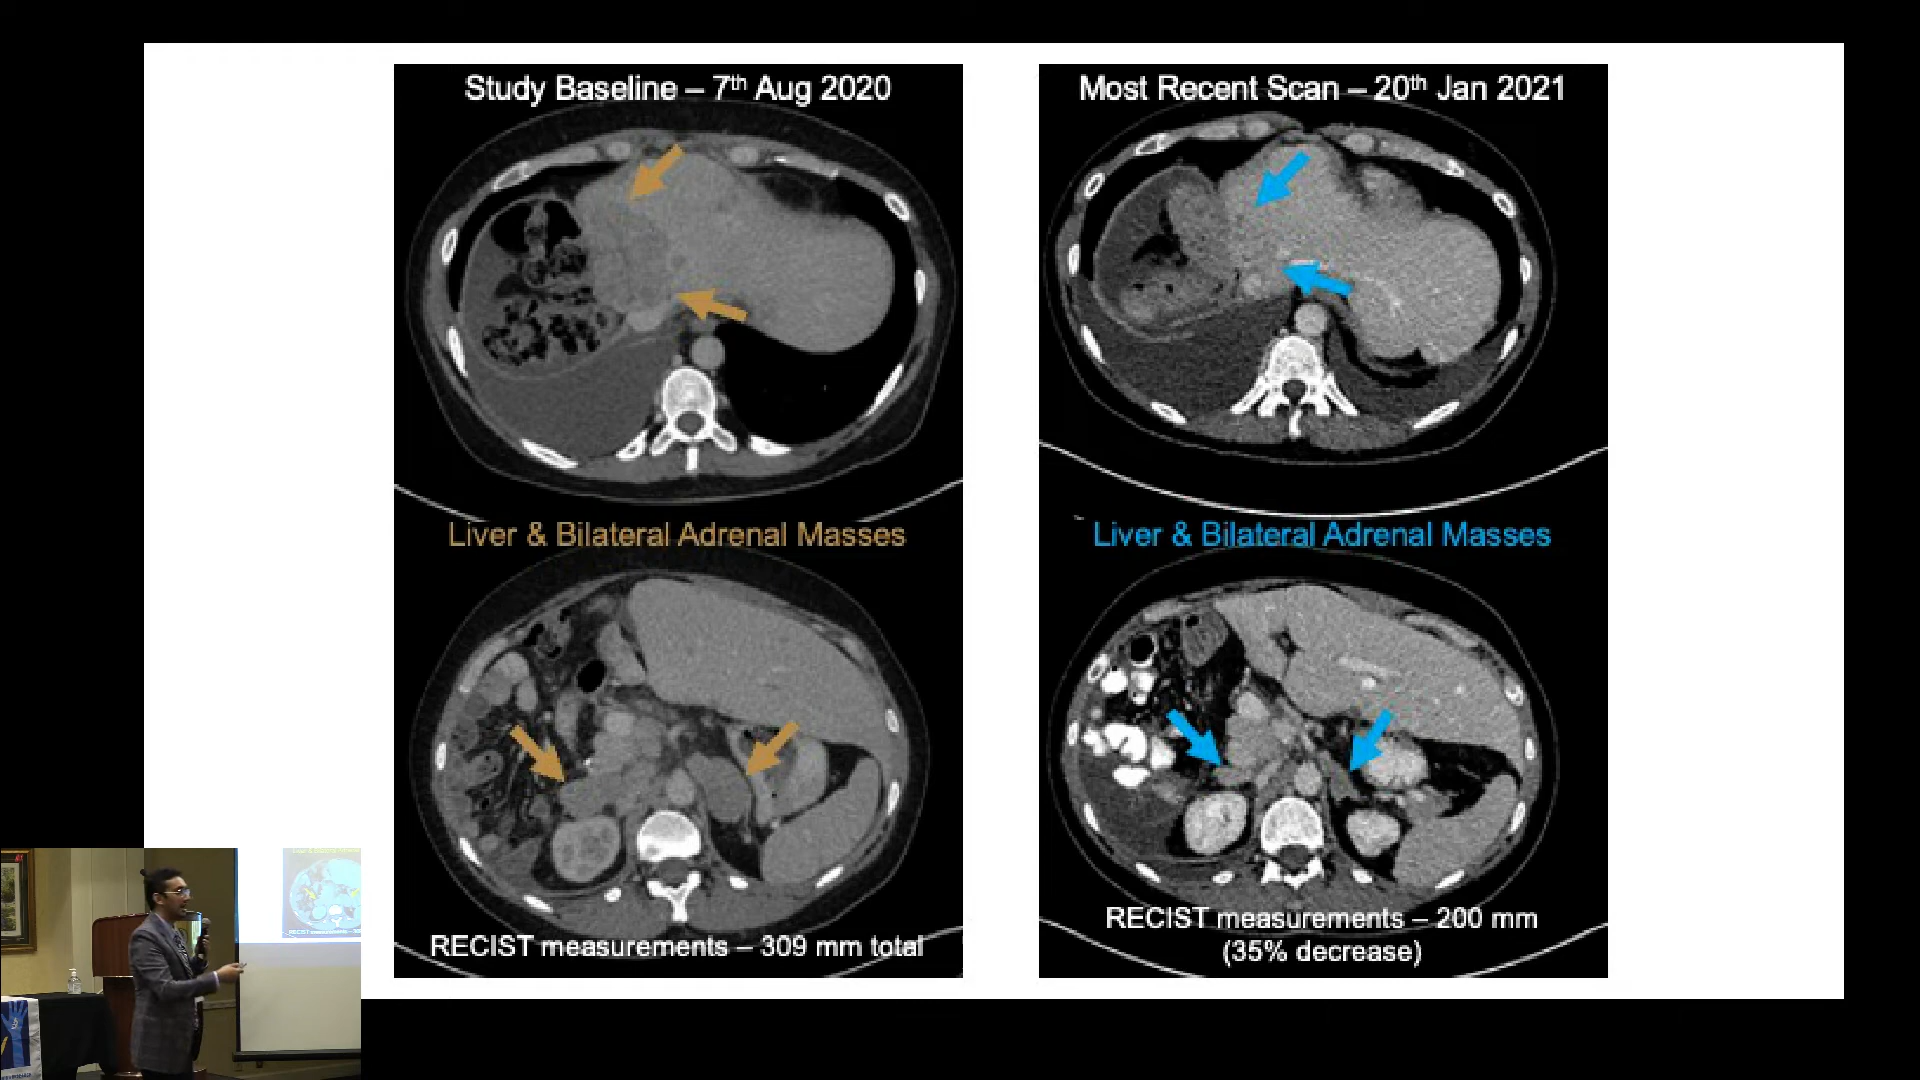 Study Baseline – 7th Aug 2020
Liver & Bilateral Adrenal Masses
RECIST measurements – 309 mm total
Most Recent Scan – 20th Jan 2021
Liver & Bilateral Adrenal Masses
RECIST measurements – 200 mm
(35% decrease)